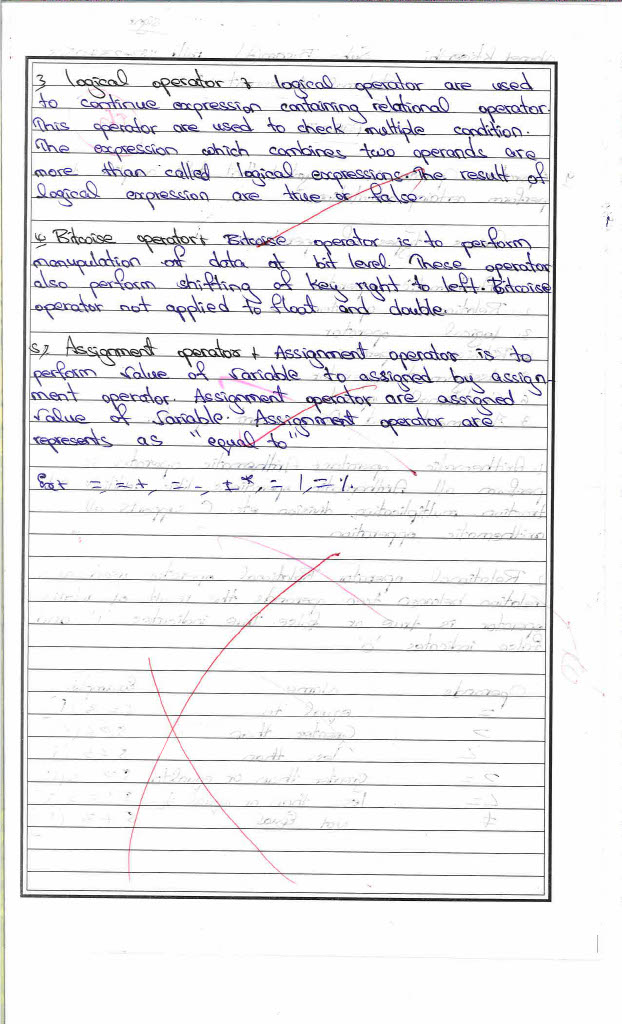 3 logical operator : logical operator are used
to continue expression containing relational operator.
This operator are used to check multiple condition.
The expression which combines two operands are
more than called logical expressions. The result of
logical expression are true or false
4 Bitwise operator: Bitwise operator is to perform
manupulation of data at bit level. These operator
also perform shifting of key right to left. Bitwise
operator not applied to float and double.
5, Assignment operator : Assignment operator is to
perform value of variable to assigned by assign-
ment operator. Assignment operator are assigned
value of variable. Assignment operator are
represents as "equal to"
=, =+, =-,